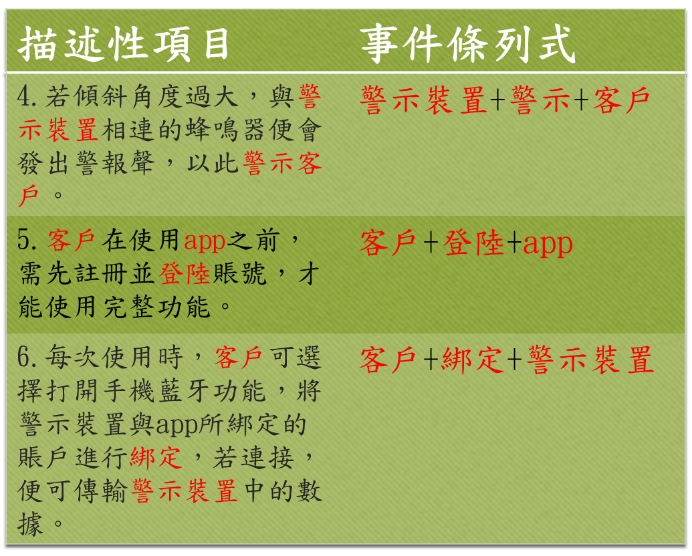 描述性項目
事件條列式
4.若傾斜角度過大，與警
示裝置相連的蜂鳴器便會
發出警報聲，以此警示客
戶。
警示裝置+警示+客戶
5.客戶在使用app之前，
需先註冊並登陸賬號，才
能使用完整功能。
客戶+登陸+app
6.每次使用時，客戶可選
擇打開手機藍牙功能，將
警示裝置與app所綁定的
賬戶進行綁定，若連接，
便可傳輸警示裝置中的數
據。
客戶+綁定+警示裝置